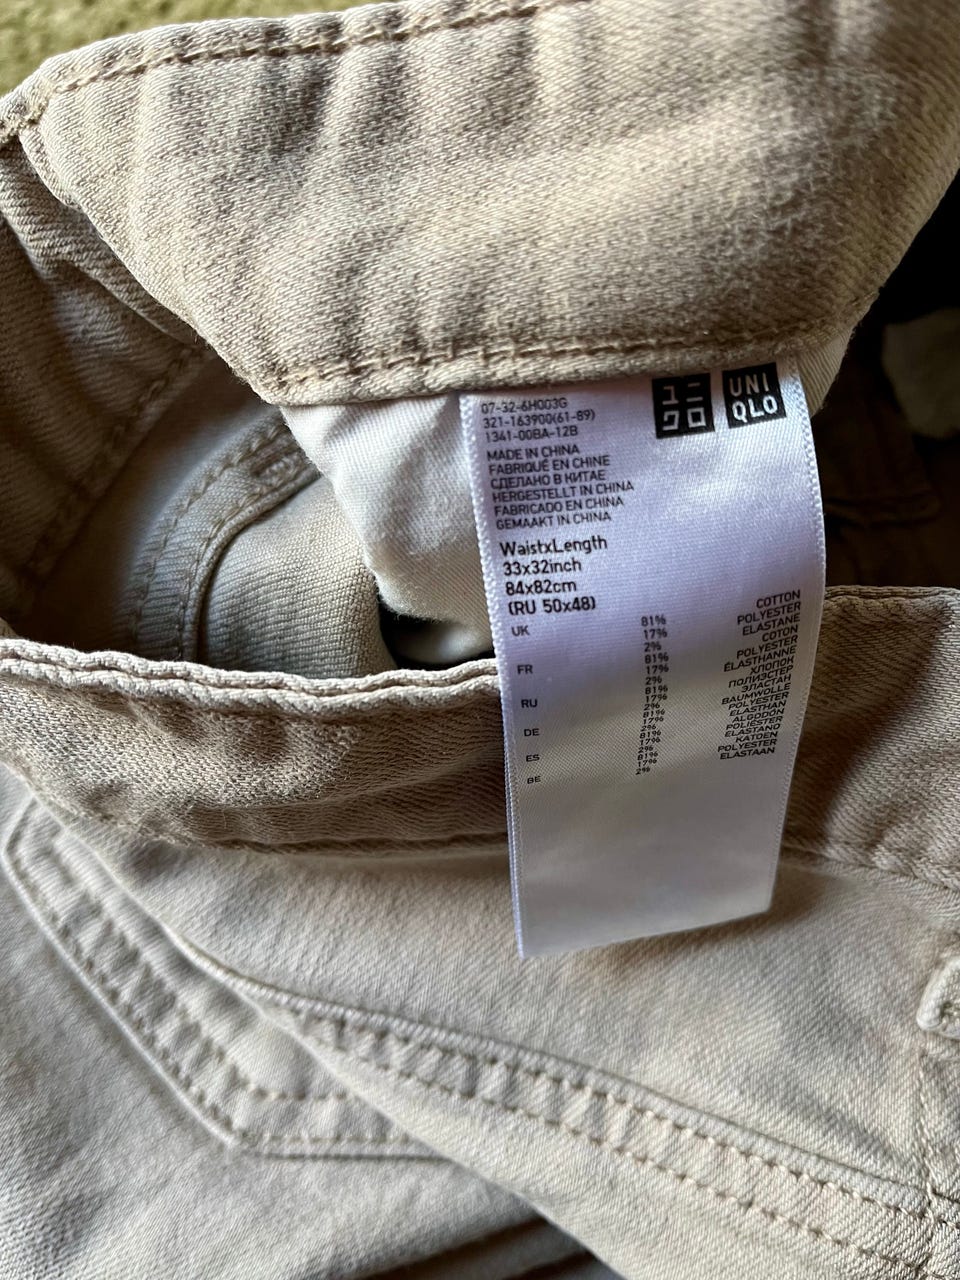 ユニ
クロ
UNI
QLO
07-32-6H003G
321-163900(61-89)
1341-00BA-12B
MADE IN CHINA
FABRIQUÉ EN CHINE
СДЕЛАНО В КИТАЕ
HERGESTELLT IN CHINA
FABRICADO EN CHINA
GEMAAKT IN CHINA
WaistxLength
33x32inch
84x82cm
(RU 50x48)
UK 81% COTTON
17% POLYESTER
2% ELASTANE
FR 81% COTON
17% POLYESTER
2% ÉLASTHANNE
RU 81% ХЛОПОК
17% ПОЛИЭСТЕР
2% ЭЛАСТАН
DE 81% BAUMWOLLE
17% POLYESTER
2% ELASTHAN
ES 81% ALGODÓN
17% POLIÉSTER
2% ELASTANO
BE 81% KATOEN
17% POLYESTER
2% ELASTAAN